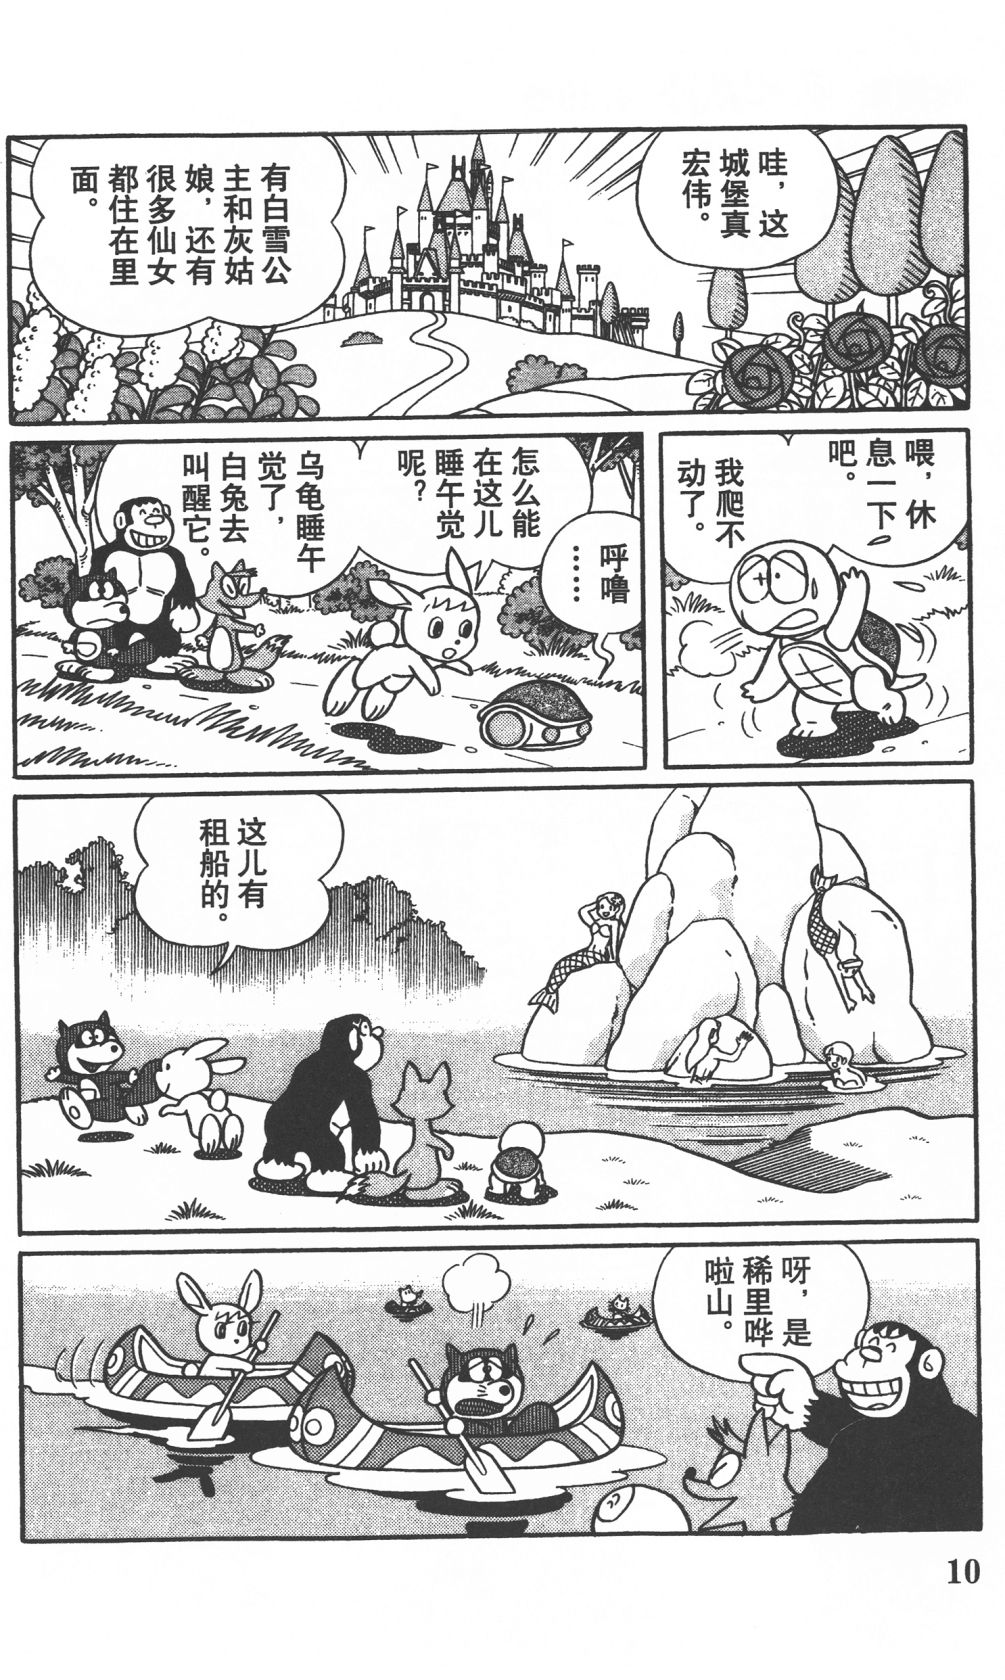 哇，这
城堡真
宏伟。
有白雪公
主和灰姑
娘，还有
很多仙女
都住在里
面。
喂，休
息一下
吧。
我爬不
动了。
呼噜
……
怎么能
在这儿
睡午觉
呢？
乌龟睡午
觉了，
白兔去
叫醒它。
这儿有
租船的。
呀，是
稀里哗
啦山。
10